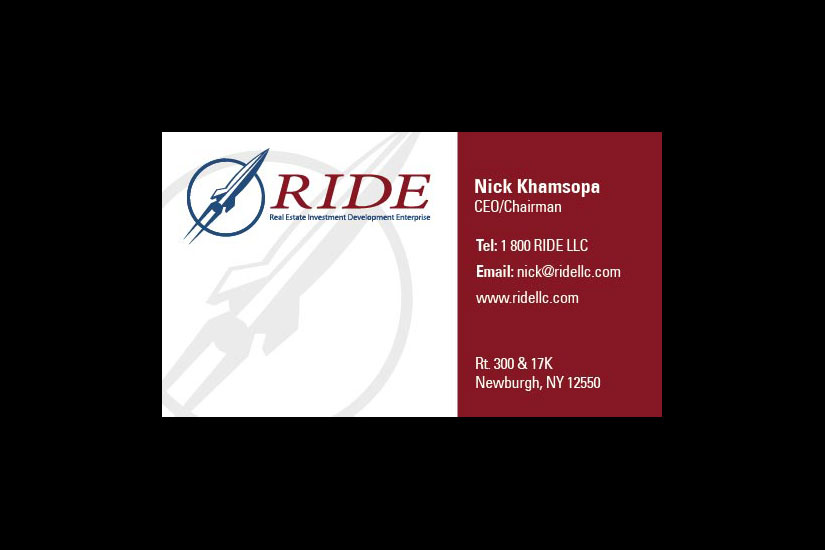 RIDE
Real Estate Investment Development Enterprise
Nick Khamsopa
CEO/Chairman
Tel: 1 800 RIDE LLC
Email: nick@ridellc.com
www.ridellc.com
Rt. 300 & 17K
Newburgh, NY 12550